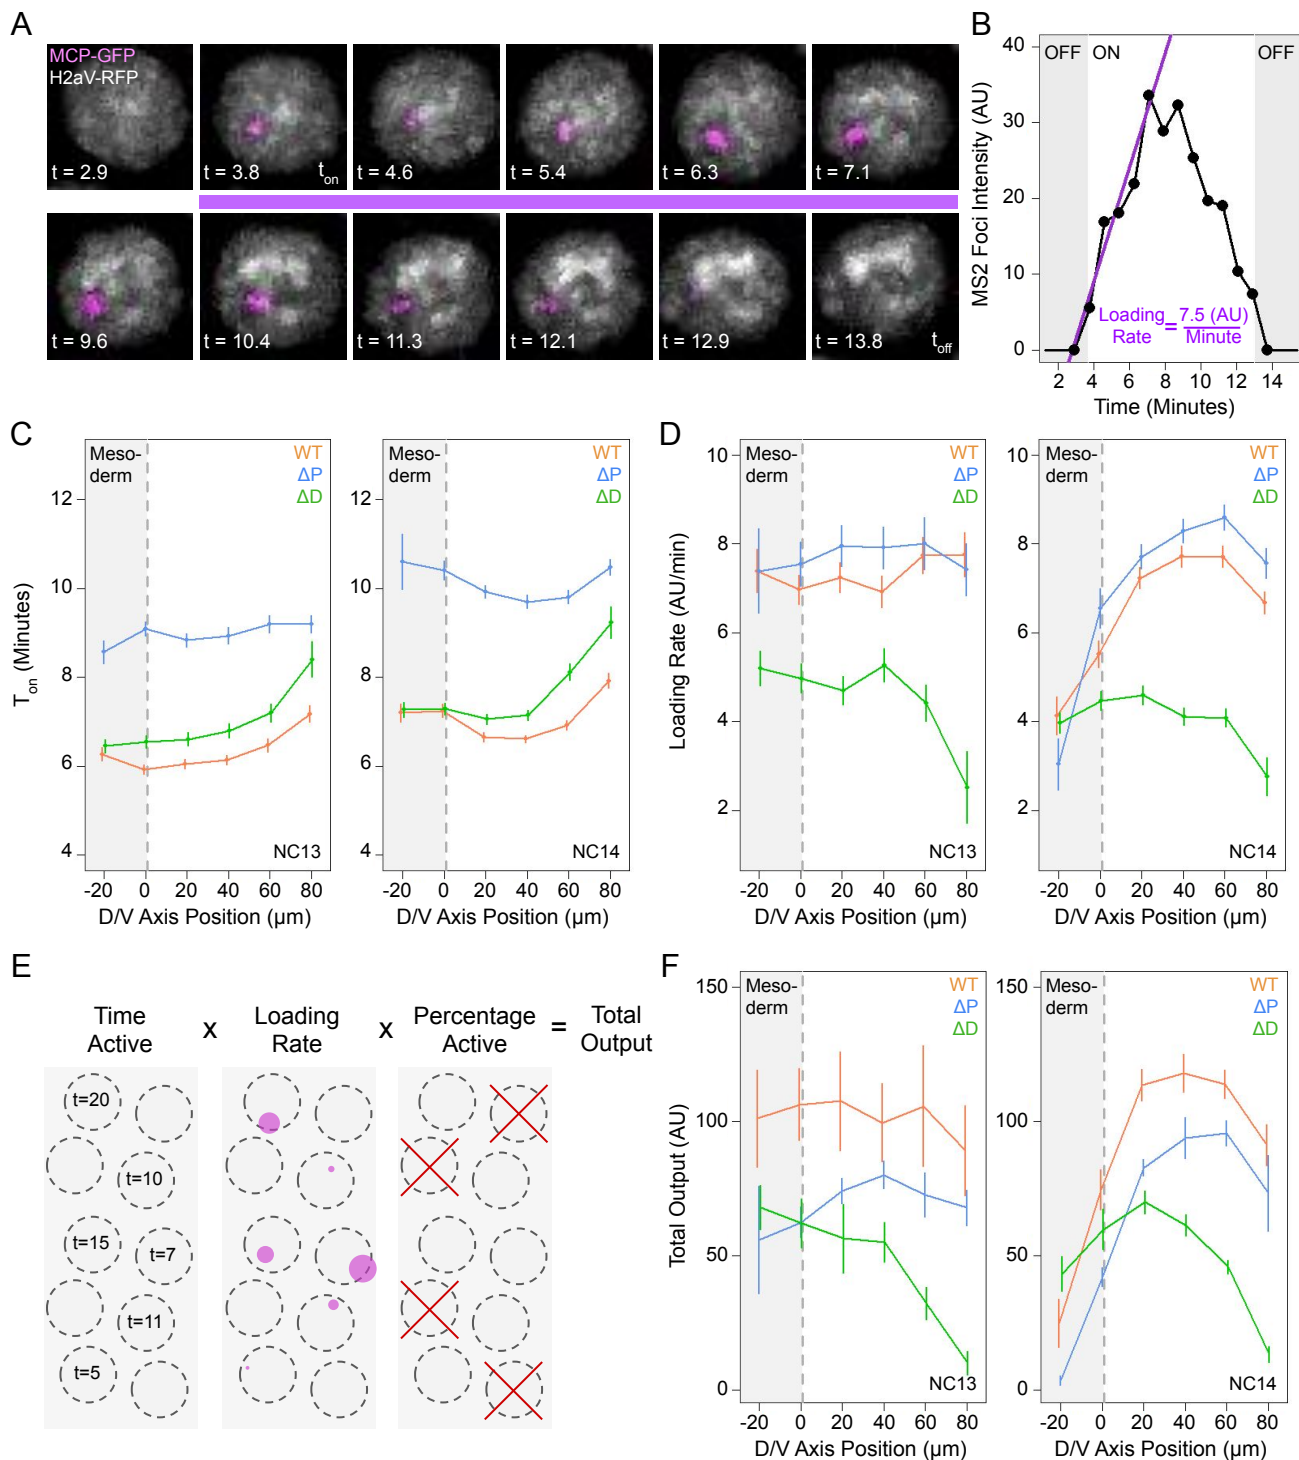 A
MCP-GFP
H2aV-RFP
t = 2.9
t = 3.8
t_on
t = 4.6
t = 5.4
t = 6.3
t = 7.1
t = 9.6
t = 10.4
t = 11.3
t = 12.1
t = 12.9
t = 13.8
t_off
B
OFF
ON
OFF
40
30
20
10
0
MS2 Foci Intensity (AU)
Loading Rate = 7.5 (AU) / Minute
2 4 6 8 10 12 14
Time (Minutes)
C
Meso-
derm
WT
ΔP
ΔD
12
10
8
6
4
T_on (Minutes)
NC13
-20 0 20 40 60 80
D/V Axis Position (µm)
Meso-
derm
WT
ΔP
ΔD
12
10
8
6
4
NC14
-20 0 20 40 60 80
D/V Axis Position (µm)
D
Meso-
derm
WT
ΔP
ΔD
10
8
6
4
2
Loading Rate (AU/min)
NC13
-20 0 20 40 60 80
D/V Axis Position (µm)
Meso-
derm
WT
ΔP
ΔD
10
8
6
4
2
NC14
-20 0 20 40 60 80
D/V Axis Position (µm)
E
Time Active x Loading Rate x Percentage Active = Total Output
t=20
t=10
t=15
t=7
t=11
t=5
F
Meso-
derm
WT
ΔP
ΔD
150
100
50
0
Total Output (AU)
NC13
-20 0 20 40 60 80
D/V Axis Position (µm)
Meso-
derm
WT
ΔP
ΔD
150
100
50
0
NC14
-20 0 20 40 60 80
D/V Axis Position (µm)